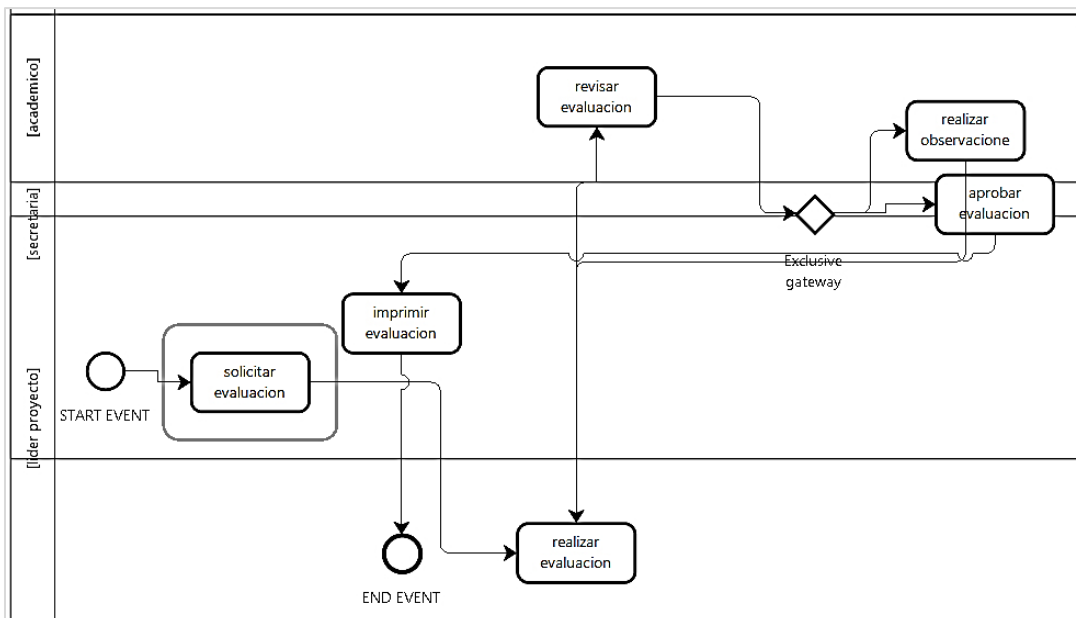 [academico]
revisar
evaluacion
realizar
observacione
[secretaria]
aprobar
evaluacion
Exclusive
gateway
imprimir
evaluacion
solicitar
evaluacion
START EVENT
[lider proyecto]
realizar
evaluacion
END EVENT